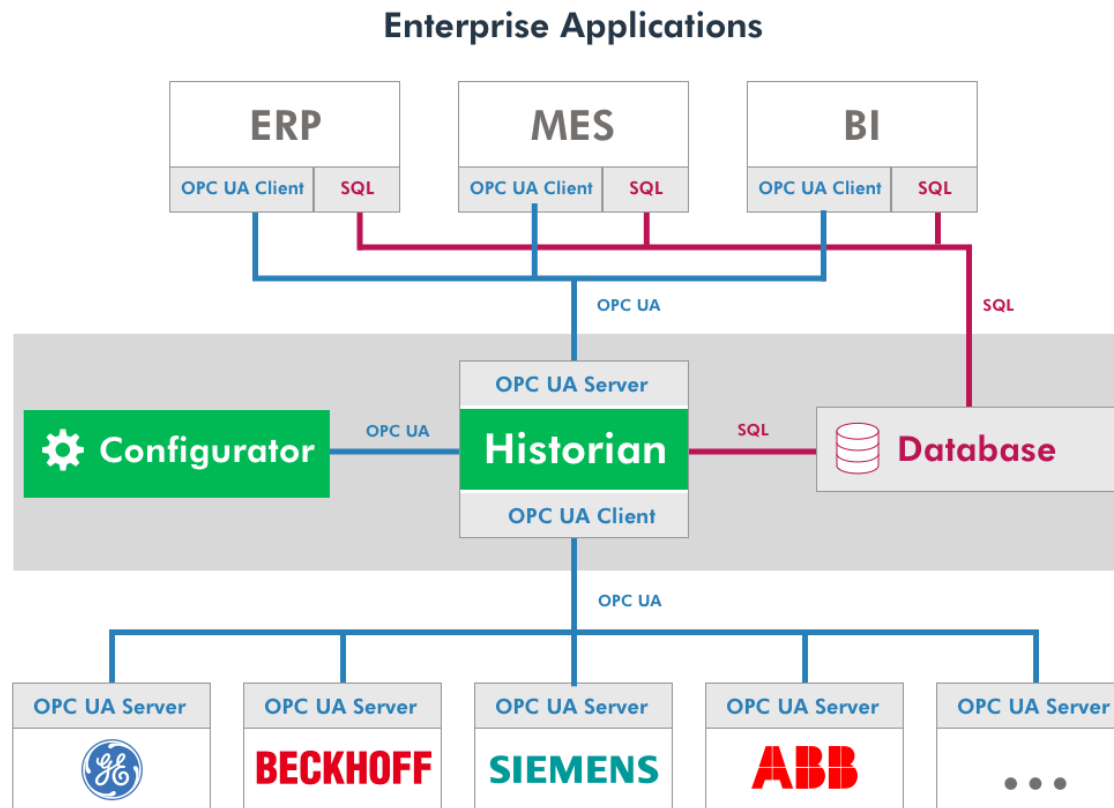 Enterprise Applications
ERP
MES
BI
OPC UA Client
SQL
OPC UA Client
SQL
OPC UA Client
SQL
OPC UA
SQL
OPC UA Server
Configurator
OPC UA
Historian
SQL
Database
OPC UA Client
OPC UA
OPC UA Server
OPC UA Server
OPC UA Server
OPC UA Server
OPC UA Server
GE
BECKHOFF
SIEMENS
ABB
...